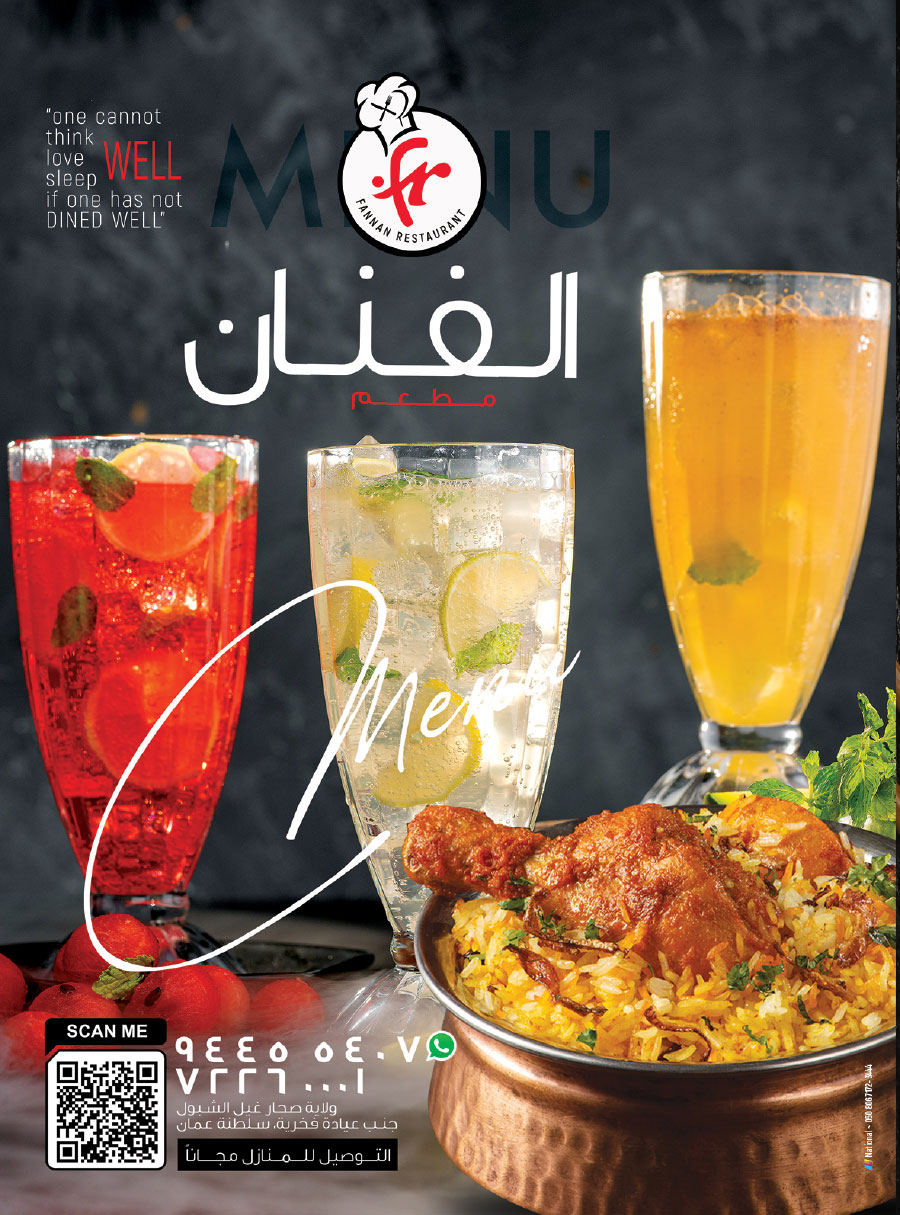 "one cannot
think
love
sleep WELL
if one has not
DINED WELL"
MENU
fr
FANNAN RESTAURANT
الفنان
مطعم
Menu
SCAN ME
٩٤٤٥ ٥٤٠٧
٧٢٢٦ ٠٠٠١
ولاية صحار غيل الشبول
جنب عيادة فخرية، سلطنة عمان
التوصيل للمنازل مجاناً